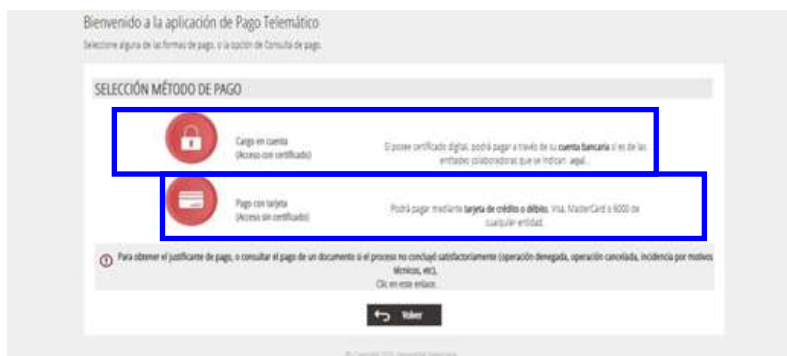 Bienvenido a la aplicación de Pago Telemático
Seleccione alguna de las formas de pago, o la opción de Consulta de pago.
SELECCIÓN MÉTODO DE PAGO
Cargo en cuenta
(Acceso con certificado)
Si posee certificado digital, podrá pagar a través de su cuenta bancaria si es de las
entidades colaboradoras que se indican aquí.
Pago con tarjeta
(Acceso sin certificado)
Podrá pagar mediante tarjeta de crédito o débito, Visa, MasterCard o 6000 de
cualquier entidad.
Para obtener el justificante de pago, o consultar el pago de un documento si el proceso no concluyó satisfactoriamente (operación denegada, operación cancelada, incidencia por motivos
técnicos, etc),
Clic en este enlace.
Volver